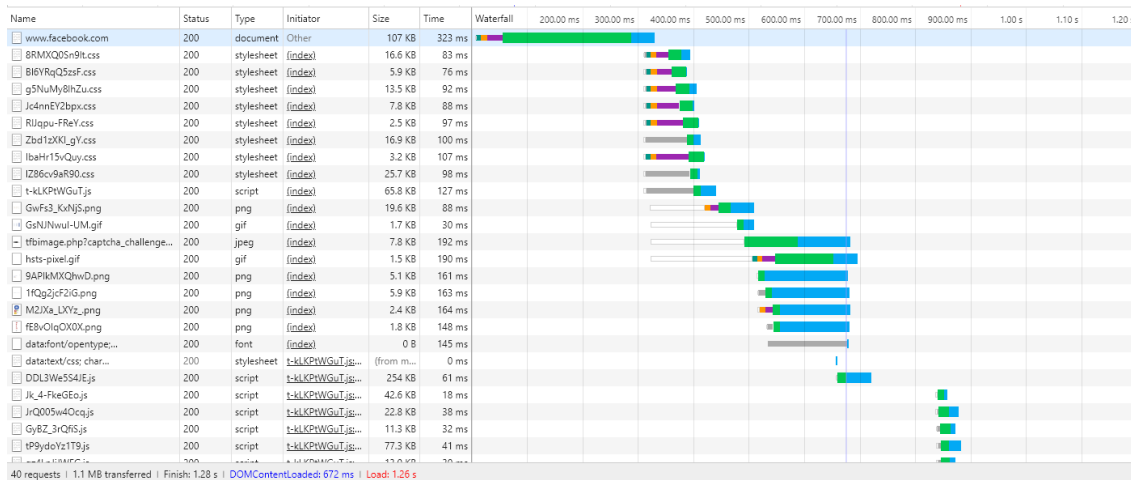 Name Status Type Initiator Size Time Waterfall 200.00 ms 300.00 ms 400.00 ms 500.00 ms 600.00 ms 700.00 ms 800.00 ms 900.00 ms 1.00 s 1.10 s 1.20
www.facebook.com 200 document Other 107 KB 323 ms
8RMXQ0Sn9It.css 200 stylesheet (index) 16.6 KB 83 ms
BI6YRqQ5zsF.css 200 stylesheet (index) 5.9 KB 76 ms
g5NuMy8IhZu.css 200 stylesheet (index) 13.5 KB 92 ms
Jc4nnEY2bpx.css 200 stylesheet (index) 7.8 KB 88 ms
RIJqpu-FReY.css 200 stylesheet (index) 2.5 KB 97 ms
Zbd1zXKI_gY.css 200 stylesheet (index) 16.9 KB 100 ms
IbaHr15vQuy.css 200 stylesheet (index) 3.2 KB 107 ms
IZ86cv9aR90.css 200 stylesheet (index) 25.7 KB 98 ms
t-kLKPtWGuT.js 200 script (index) 65.8 KB 127 ms
GwFs3_KxNjS.png 200 png (index) 19.6 KB 88 ms
GsNJNwuI-UM.gif 200 gif (index) 1.7 KB 30 ms
tfbimage.php?captcha_challenge... 200 jpeg (index) 7.8 KB 192 ms
hsts-pixel.gif 200 gif (index) 1.5 KB 190 ms
9APIkMXQhwD.png 200 png (index) 5.1 KB 161 ms
1fQg2jcF2iG.png 200 png (index) 5.9 KB 163 ms
M2JXa_LXYz_.png 200 png (index) 2.4 KB 164 ms
fE8vOIqOX0X.png 200 png (index) 1.8 KB 148 ms
data:font/opentype;... 200 font (index) 0 B 145 ms
data:text/css; char... 200 stylesheet t-kLKPtWGuT.js:... (from m... 0 ms
DDL3We5S4JE.js 200 script t-kLKPtWGuT.js:... 254 KB 61 ms
Jk_4-FkeGEo.js 200 script t-kLKPtWGuT.js:... 42.6 KB 18 ms
JrQ005w4Ocq.js 200 script t-kLKPtWGuT.js:... 22.8 KB 38 ms
GyBZ_3rQfiS.js 200 script t-kLKPtWGuT.js:... 11.3 KB 32 ms
tP9ydoYz1T9.js 200 script t-kLKPtWGuT.js:... 77.3 KB 41 ms
40 requests | 1.1 MB transferred | Finish: 1.28 s | DOMContentLoaded: 672 ms | Load: 1.26 s